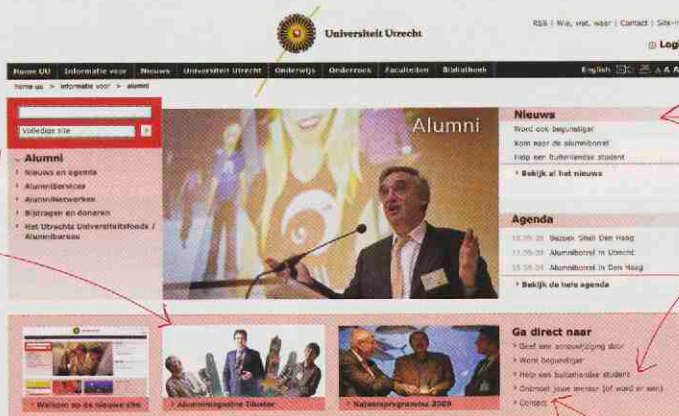 RSS | Wie, wat, waar | Contact | Site-in
Universiteit Utrecht
Logi
Home UU Informatie voor Nieuws Universiteit Utrecht Onderwijs Onderzoek Faculteiten Bibliotheek English A A A
home uu > informatie voor > alumni
Volledige site
Alumni
Nieuws en agenda
AlumniServices
AlumniNetwerken
Bijdragen en doneren
Het Utrechts Universiteitsfonds /
Alumnibureau
Alumni
Nieuws
Word ook begunstiger
Kom naar de alumniborrel
Help een buitenlandse student
Bekijk al het nieuws
Agenda
Bezoek Shell Den Haag
Alumniborrel in Utrecht
Alumniborrel in Den Haag
Bekijk de hele agenda
Welkom op de nieuwe site
Alumnimagazine Illuster
Najaarsprogramma 2009
Ga direct naar
Geef een adreswijziging door
Word begunstiger
Help een buitenlandse student
Ontmoet jouw mentor (of word er een)
Contact